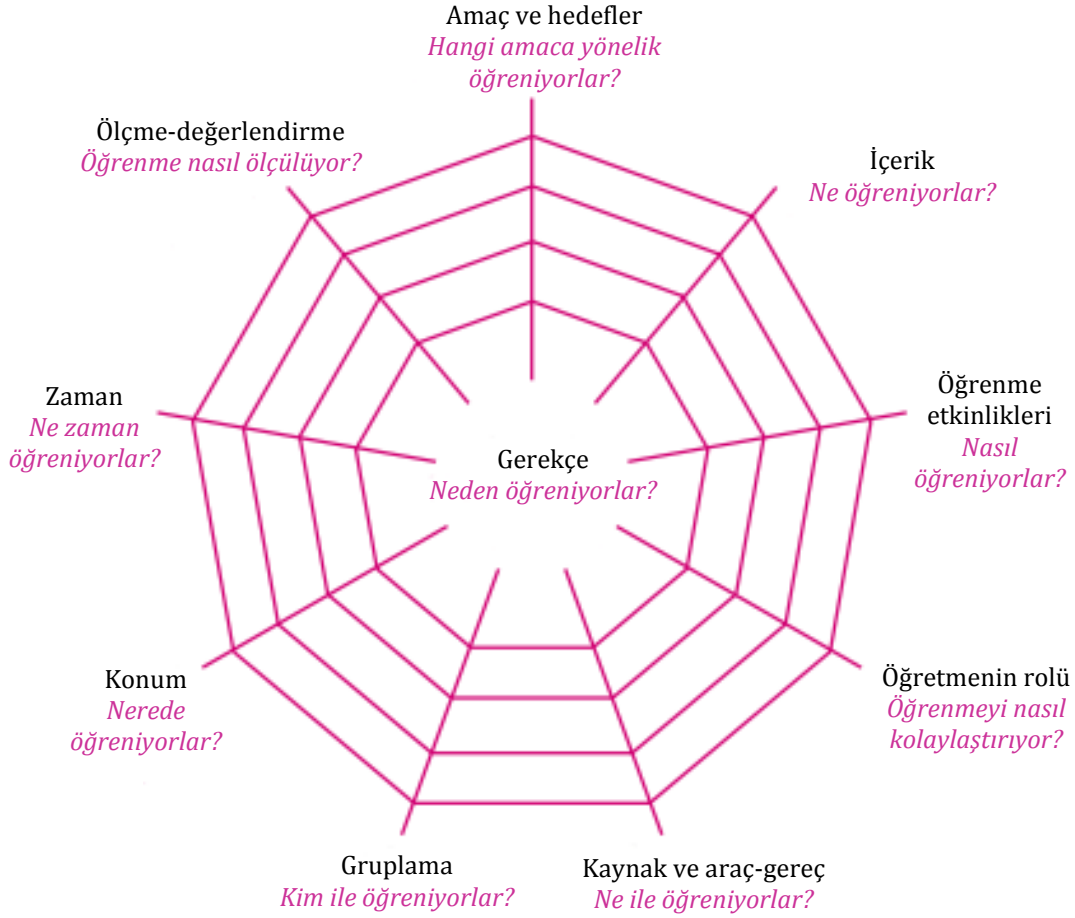 Amaç ve hedefler
Hangi amaca yönelik
öğreniyorlar?
Ölçme-değerlendirme
Öğrenme nasıl ölçülüyor?
İçerik
Ne öğreniyorlar?
Zaman
Ne zaman
öğreniyorlar?
Gerekçe
Neden öğreniyorlar?
Öğrenme
etkinlikleri
Nasıl
öğreniyorlar?
Konum
Nerede
öğreniyorlar?
Öğretmenin rolü
Öğrenmeyi nasıl
kolaylaştırıyor?
Gruplama
Kim ile öğreniyorlar?
Kaynak ve araç-gereç
Ne ile öğreniyorlar?